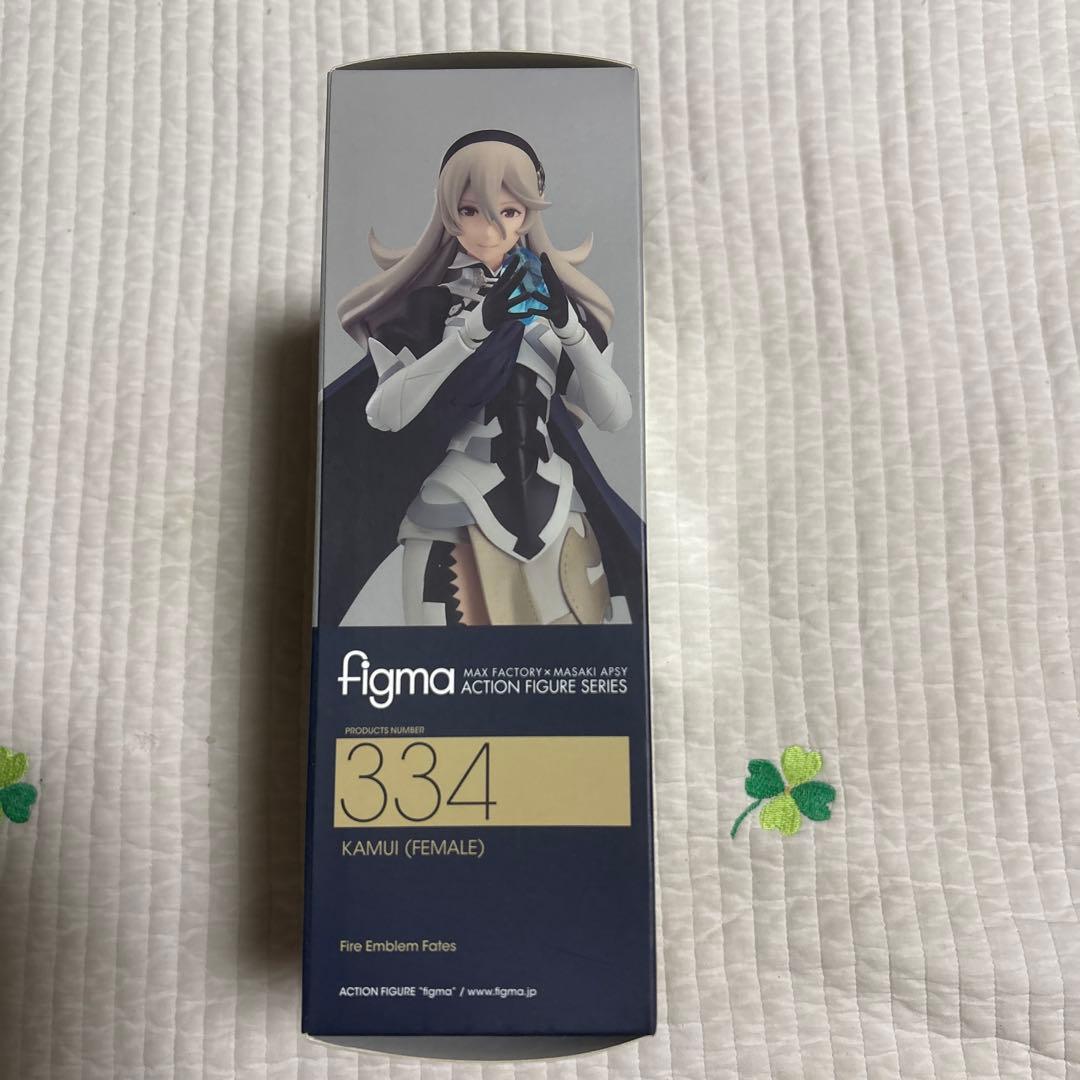 figma
MAX FACTORY × MASAKI APSY
ACTION FIGURE SERIES
PRODUCTS NUMBER
334
KAMUI (FEMALE)
Fire Emblem Fates
ACTION FIGURE "figma" / www.figma.jp